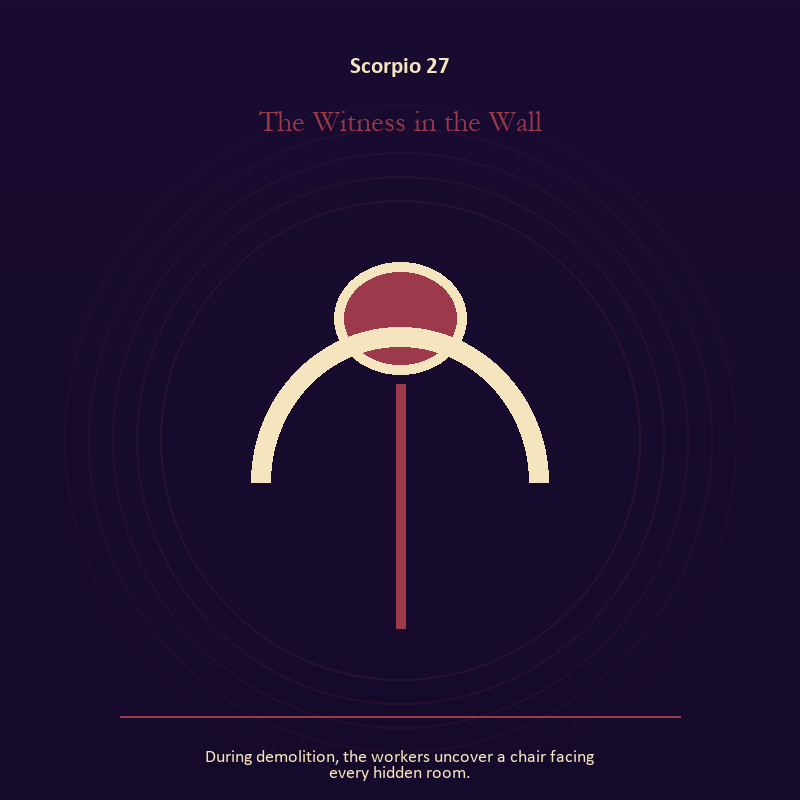 Scorpio 27
The Witness in the Wall
During demolition, the workers uncover a chair facing
every hidden room.